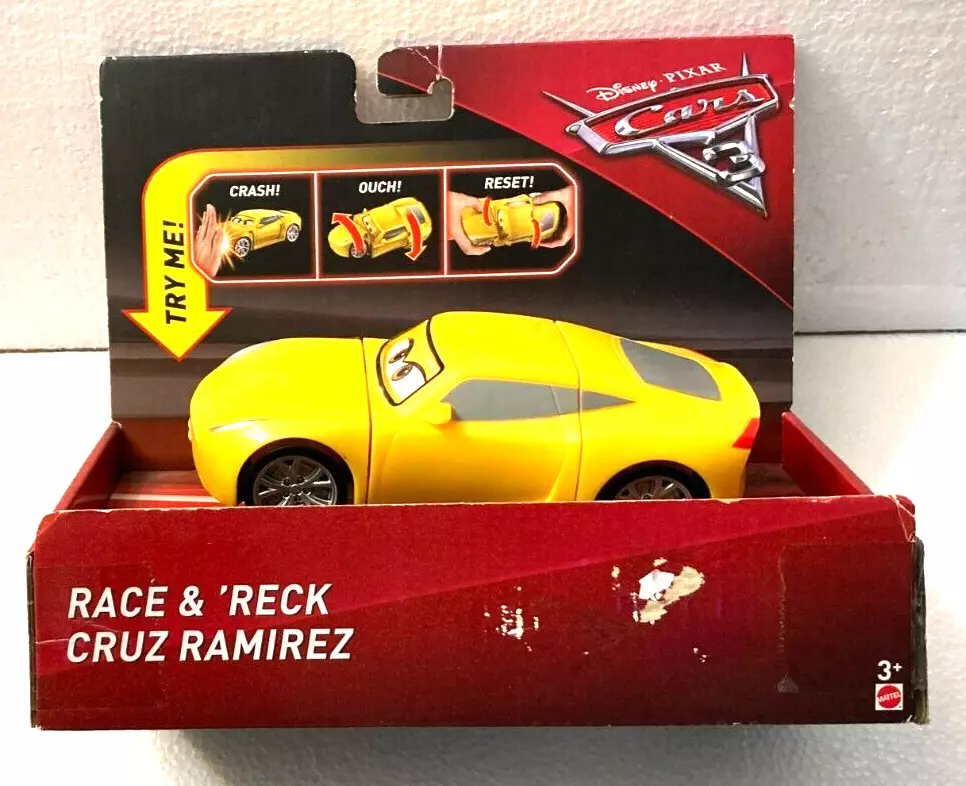 Disney·PIXAR
Cars
3
CRASH!
OUCH!
RESET!
TRY ME!
RACE & 'RECK
CRUZ RAMIREZ
3+
MATTEL